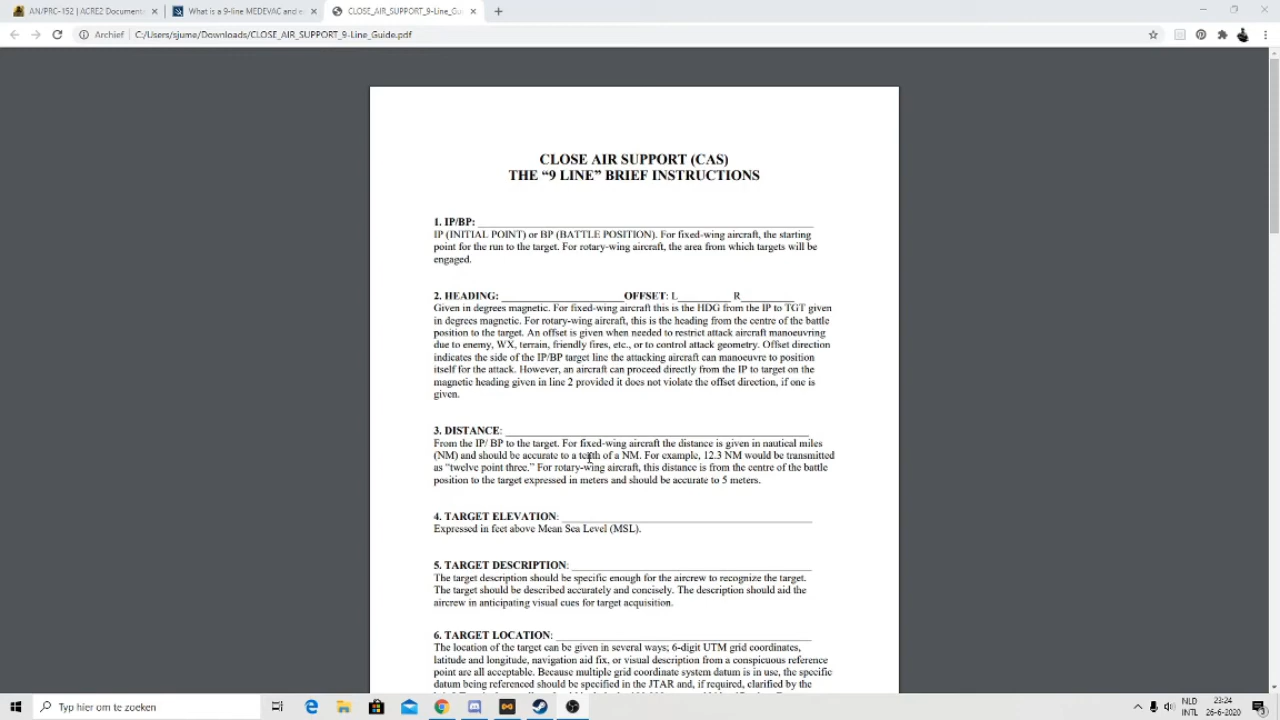 AN/PRC-152 | ACRE2 Documenta
What is a 9-line MEDEVAC and e
CLOSE_AIR_SUPPORT_9-Line_Gu
Archief
C:/Users/sjume/Downloads/CLOSE_AIR_SUPPORT_9-Line_Guide.pdf
CLOSE AIR SUPPORT (CAS)
THE “9 LINE” BRIEF INSTRUCTIONS
1. IP/BP:
IP (INITIAL POINT) or BP (BATTLE POSITION). For fixed-wing aircraft, the starting
point for the run to the target. For rotary-wing aircraft, the area from which targets will be
engaged.
2. HEADING: OFFSET: L R
Given in degrees magnetic. For fixed-wing aircraft this is the HDG from the IP to TGT given
in degrees magnetic. For rotary-wing aircraft, this is the heading from the centre of the battle
position to the target. An offset is given when needed to restrict attack aircraft manoeuvring
due to enemy, WX, terrain, friendly fires, etc., or to control attack geometry. Offset direction
indicates the side of the IP/BP target line the attacking aircraft can manoeuvre to position
itself for the attack. However, an aircraft can proceed directly from the IP to target on the
magnetic heading given in line 2 provided it does not violate the offset direction, if one is
given.
3. DISTANCE:
From the IP/ BP to the target. For fixed-wing aircraft the distance is given in nautical miles
(NM) and should be accurate to a tenth of a NM. For example, 12.3 NM would be transmitted
as “twelve point three.” For rotary-wing aircraft, this distance is from the centre of the battle
position to the target expressed in meters and should be accurate to 5 meters.
4. TARGET ELEVATION:
Expressed in feet above Mean Sea Level (MSL).
5. TARGET DESCRIPTION:
The target description should be specific enough for the aircrew to recognize the target.
The target should be described accurately and concisely. The description should aid the
aircrew in anticipating visual cues for target acquisition.
6. TARGET LOCATION:
The location of the target can be given in several ways; 6-digit UTM grid coordinates,
latitude and longitude, navigation aid fix, or visual description from a conspicuous reference
point are all acceptable. Because multiple grid coordinate system datum is in use, the specific
datum being referenced should be specified in the JTAR and, if required, clarified by the
Typ hier om te zoeken
NLD
INTL
23:24
26-6-2020
3